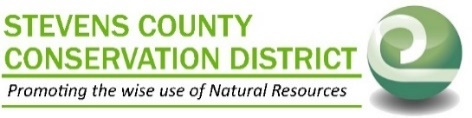 STEVENS COUNTY
CONSERVATION DISTRICT
Promoting the wise use of Natural Resources